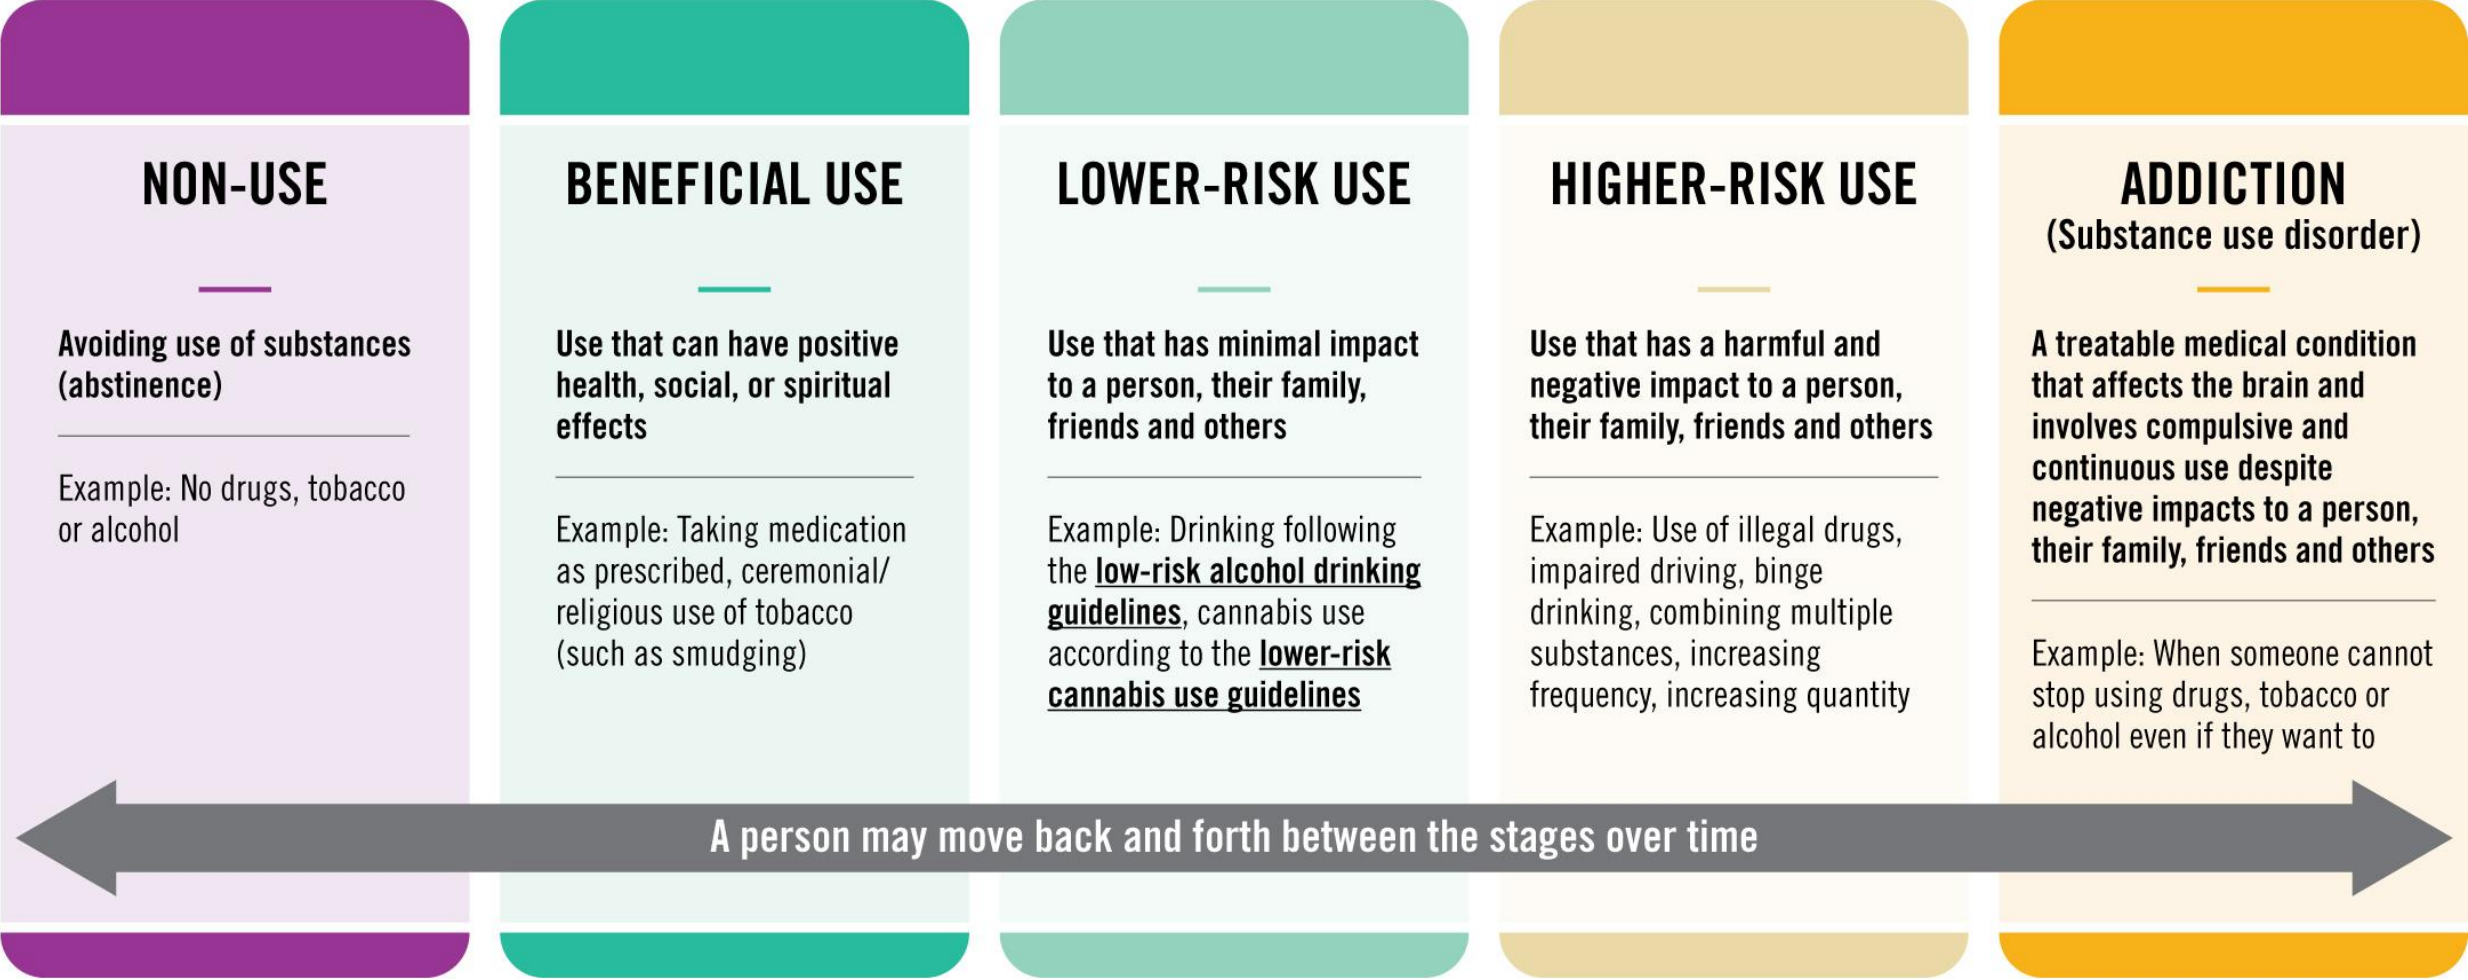 NON-USE
Avoiding use of substances
(abstinence)
Example: No drugs, tobacco
or alcohol
BENEFICIAL USE
Use that can have positive
health, social, or spiritual
effects
Example: Taking medication
as prescribed, ceremonial/
religious use of tobacco
(such as smudging)
LOWER-RISK USE
Use that has minimal impact
to a person, their family,
friends and others
Example: Drinking following
the low-risk alcohol drinking
guidelines, cannabis use
according to the lower-risk
cannabis use guidelines
HIGHER-RISK USE
Use that has a harmful and
negative impact to a person,
their family, friends and others
Example: Use of illegal drugs,
impaired driving, binge
drinking, combining multiple
substances, increasing
frequency, increasing quantity
ADDICTION
(Substance use disorder)
A treatable medical condition
that affects the brain and
involves compulsive and
continuous use despite
negative impacts to a person,
their family, friends and others
Example: When someone cannot
stop using drugs, tobacco or
alcohol even if they want to
A person may move back and forth between the stages over time